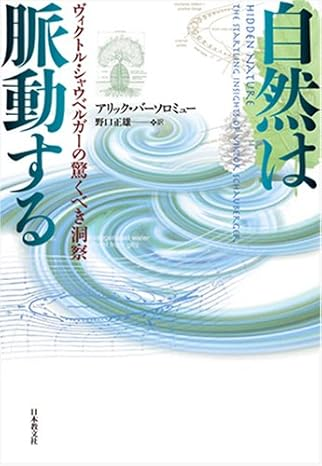 自然は
脈動する
HIDDEN NATURE
THE STARTLING INSIGHTS OF VIKTOR SCHAUBERGER
ヴィクトル・シャウベルガーの驚くべき洞察
アリック・バーソロミュー
野口正雄・訳
日本教文社